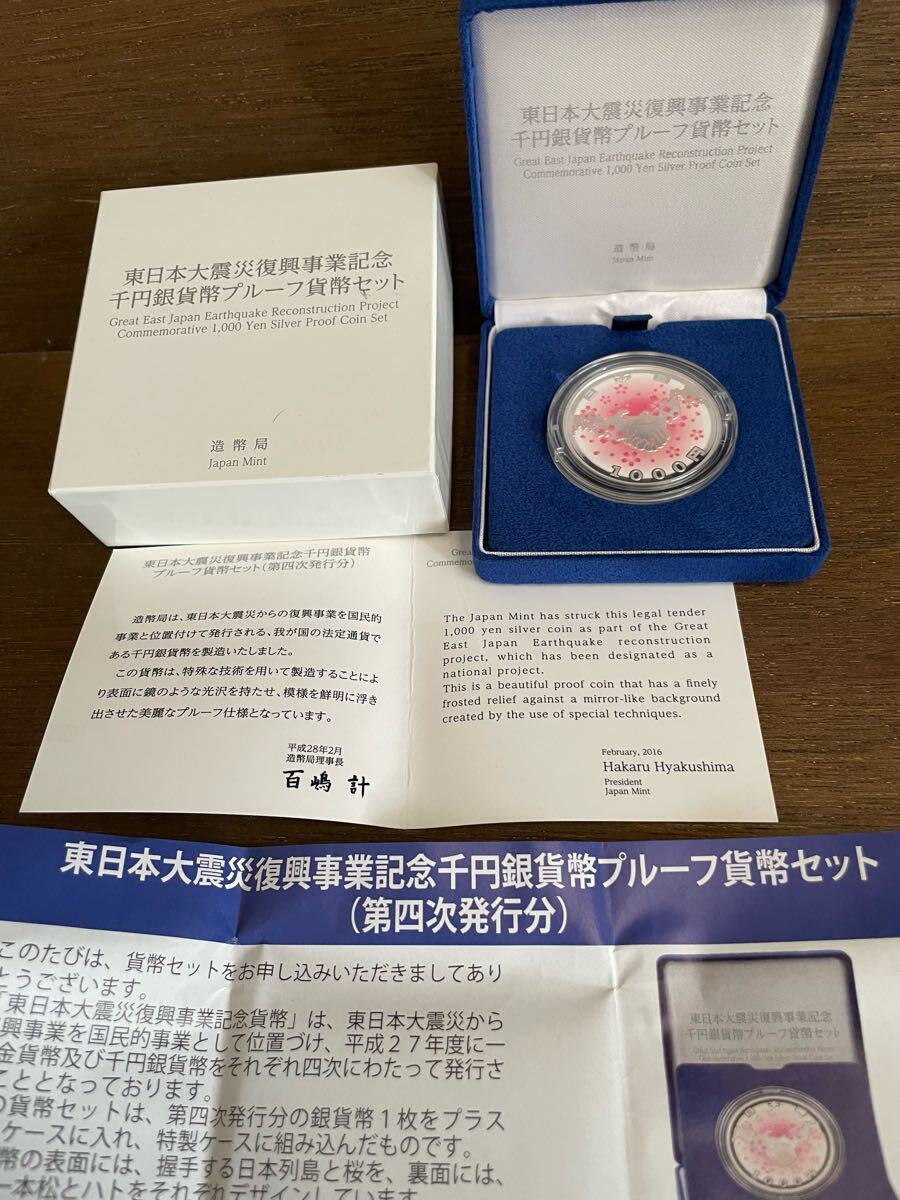 東日本大震災復興事業記念
千円銀貨幣プルーフ貨幣セット
Great East Japan Earthquake Reconstruction Project
Commemorative 1,000 Yen Silver Proof Coin Set
造幣局
Japan Mint
東日本大震災復興事業記念
千円銀貨幣プルーフ貨幣セット
Great East Japan Earthquake Reconstruction Project
Commemorative 1,000 Yen Silver Proof Coin Set
造幣局
Japan Mint
1000円
東日本大震災復興事業記念千円銀貨幣
プルーフ貨幣セット(第四次発行分)
造幣局は、東日本大震災からの復興事業を国民的
事業と位置付けて発行される、我が国の法定通貨で
ある千円銀貨幣を製造いたしました。
この貨幣は、特殊な技術を用いて製造することによ
り表面に鏡のような光沢を持たせ、模様を鮮明に浮き
出させた美麗なプルーフ仕様となっています。
平成28年2月
造幣局理事長
百嶋 計
Grea
Commemo
The Japan Mint has struck this legal tender
1,000 yen silver coin as part of the Great
East Japan Earthquake reconstruction
project, which has been designated as a
national project.
This is a beautiful proof coin that has a finely
frosted relief against a mirror-like background
created by the use of special techniques.
February, 2016
Hakaru Hyakushima
President
Japan Mint
東日本大震災復興事業記念千円銀貨幣プルーフ貨幣セット
(第四次発行分)
このたびは、貨幣セットをお申し込みいただきましてあり
とうございます。
「東日本大震災復興事業記念貨幣」は、東日本大震災から
興事業を国民的事業として位置づけ、平成27年度に一
金貨幣及び千円銀貨幣をそれぞれ四次にわたって発行さ
こととなっております。
の貨幣セットは、第四次発行分の銀貨幣1枚をプラス
ケースに入れ、特製ケースに組み込んだものです。
幣の表面には、握手する日本列島と桜を、裏面には、
一本松とハトをそれぞれデザインしています。
東日本大震災復興事業記念
千円銀貨幣プルーフ貨幣セット